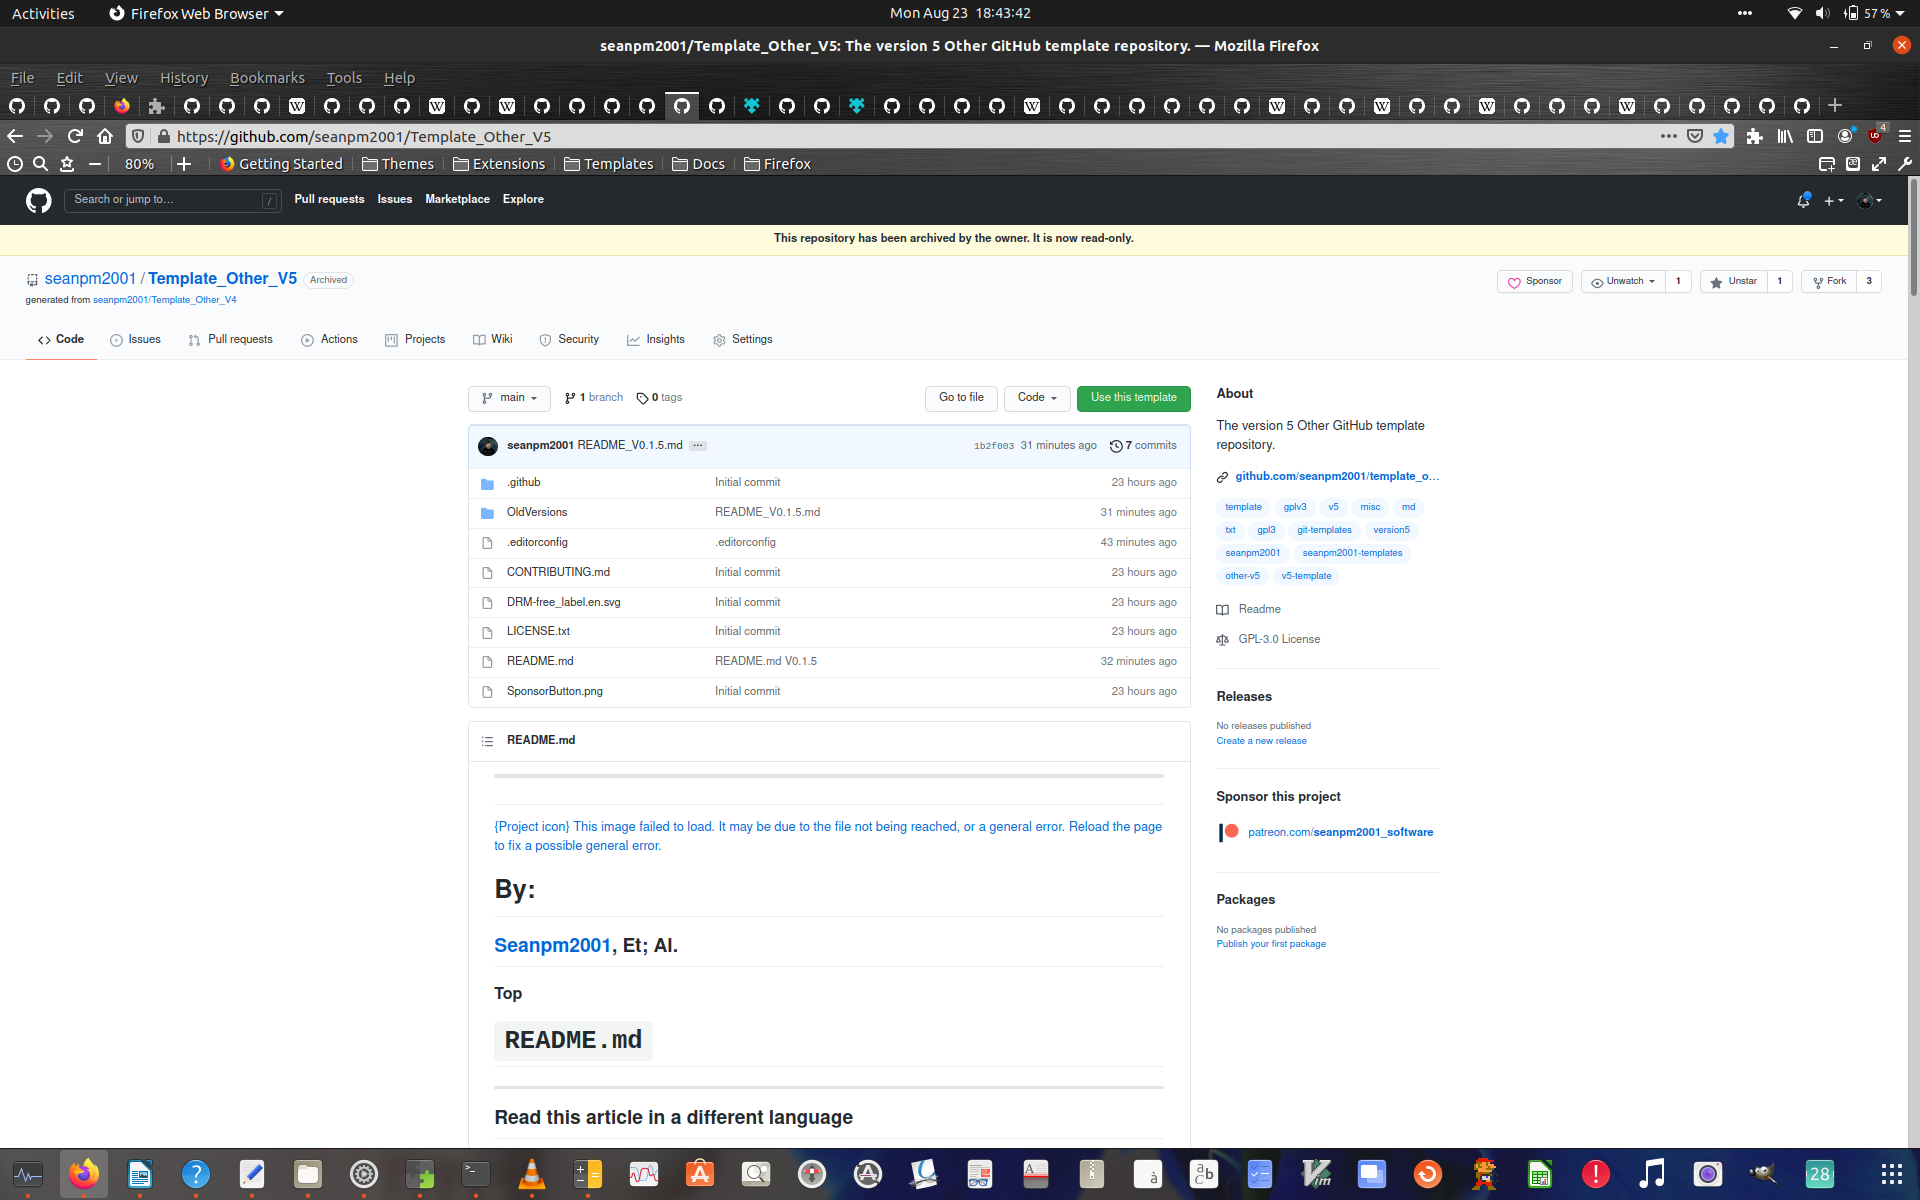 Activities Firefox Web Browser Mon Aug 23 18:43:42 57 %
seanpm2001/Template_Other_V5: The version 5 Other GitHub template repository. — Mozilla Firefox
File Edit View History Bookmarks Tools Help
https://github.com/seanpm2001/Template_Other_V5 4
80% Getting Started Themes Extensions Templates Docs Firefox
Search or jump to… / Pull requests Issues Marketplace Explore
This repository has been archived by the owner. It is now read-only.
seanpm2001 / Template_Other_V5 Archived Sponsor Unwatch 1 Unstar 1 Fork 3
generated from seanpm2001/Template_Other_V4
Code Issues Pull requests Actions Projects Wiki Security Insights Settings
main 1 branch 0 tags Go to file Code Use this template
seanpm2001 README_V0.1.5.md 1b2f003 31 minutes ago 7 commits
.github Initial commit 23 hours ago
OldVersions README_V0.1.5.md 31 minutes ago
.editorconfig .editorconfig 43 minutes ago
CONTRIBUTING.md Initial commit 23 hours ago
DRM-free_label.en.svg Initial commit 23 hours ago
LICENSE.txt Initial commit 23 hours ago
README.md README.md V0.1.5 32 minutes ago
SponsorButton.png Initial commit 23 hours ago
README.md
{Project icon} This image failed to load. It may be due to the file not being reached, or a general error. Reload the page
to fix a possible general error.
By:
Seanpm2001, Et; Al.
Top
README.md
Read this article in a different language
About
The version 5 Other GitHub template
repository.
github.com/seanpm2001/template_o…
template gplv3 v5 misc md
txt gpl3 git-templates version5
seanpm2001 seanpm2001-templates
other-v5 v5-template
Readme
GPL-3.0 License
Releases
No releases published
Create a new release
Sponsor this project
patreon.com/seanpm2001_software
Packages
No packages published
Publish your first package
28